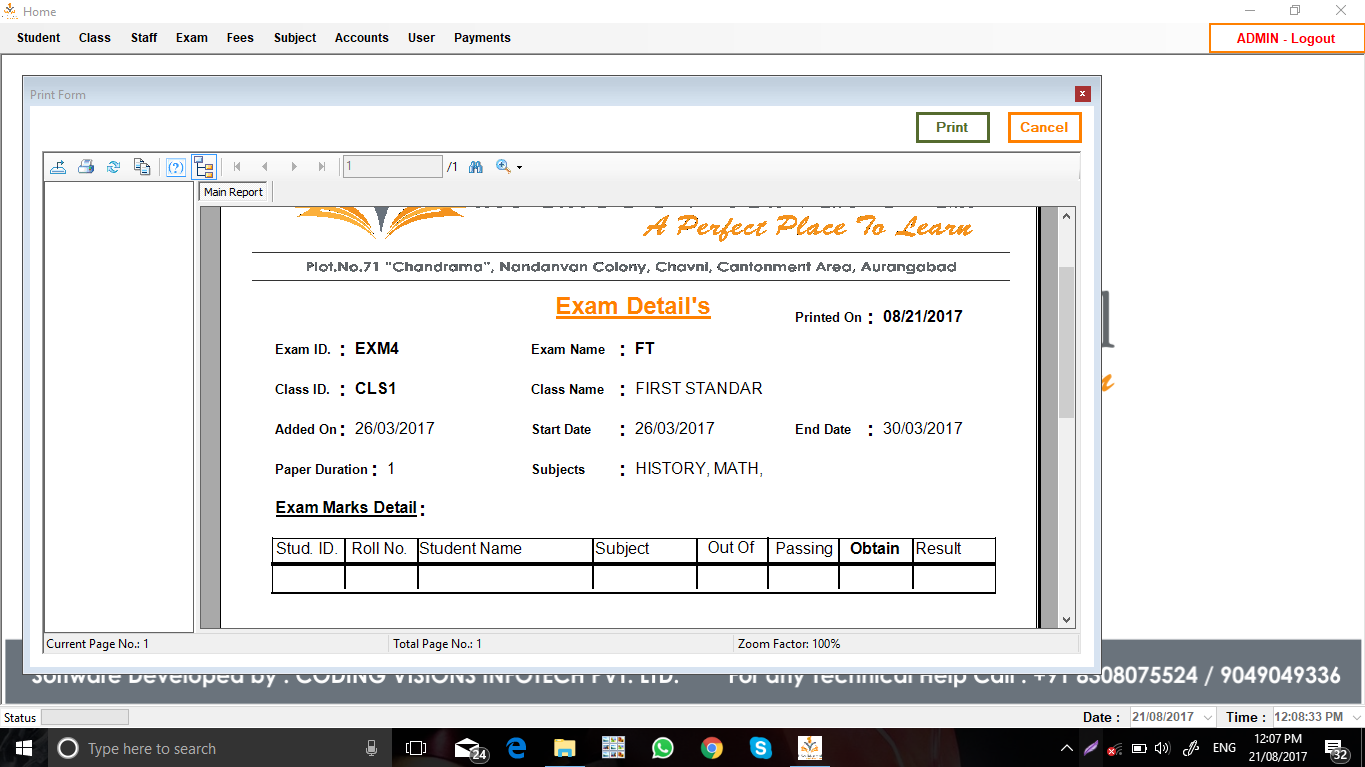 Home
Student Class Staff Exam Fees Subject Accounts User Payments
ADMIN - Logout
Print Form
x
Print Cancel
(?) 1 /1
Main Report
A Perfect Place To Learn
Plot.No.71 "Chandrama", Nandanvan Colony, Chavni, Cantonment Area, Aurangabad
Exam Detail's
Printed On : 08/21/2017
Exam ID. : EXM4 Exam Name : FT
Class ID. : CLS1 Class Name : FIRST STANDAR
Added On : 26/03/2017 Start Date : 26/03/2017 End Date : 30/03/2017
Paper Duration : 1 Subjects : HISTORY, MATH,
Exam Marks Detail :
Stud. ID. Roll No. Student Name Subject Out Of Passing Obtain Result
Current Page No.: 1 Total Page No.: 1 Zoom Factor: 100%
Software Developed by : CODING VISIONS INFOTECH PVT. LTD. For any Technical Help Call : +91 8308075524 / 9049049336
Status Date : 21/08/2017 Time : 12:08:33 PM
Type here to search 24 ENG 12:07 PM 32
21/08/2017